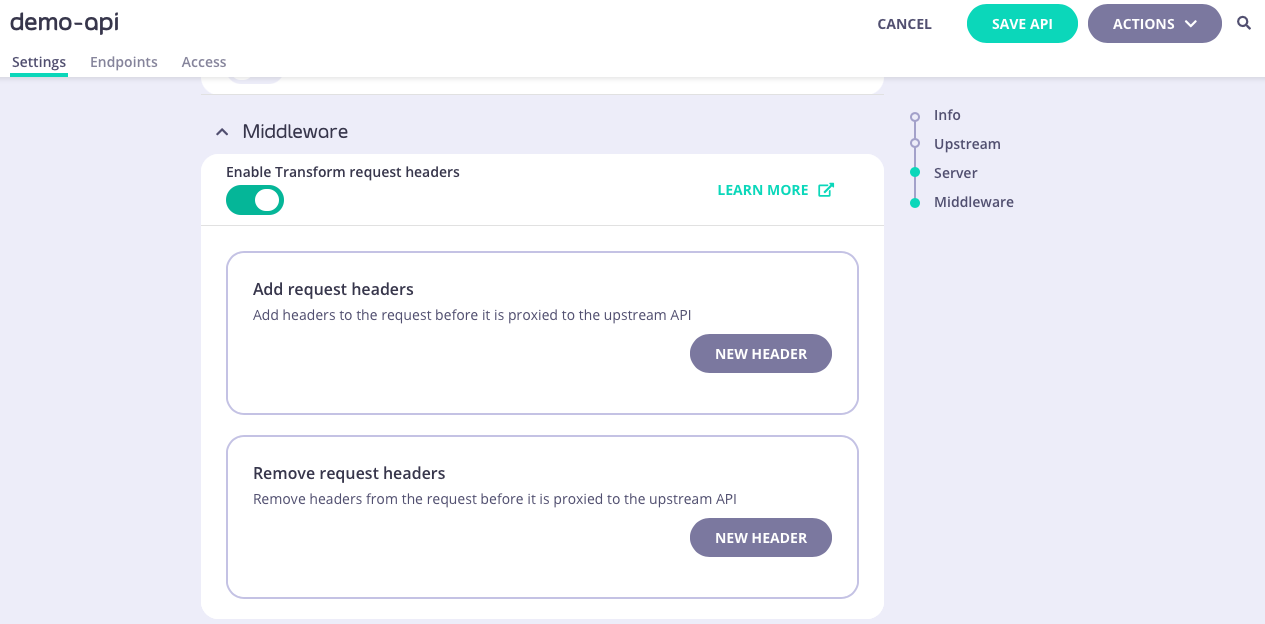 demo-api
CANCEL
SAVE API
ACTIONS
Settings
Endpoints
Access
Middleware
Enable Transform request headers
LEARN MORE
Add request headers
Add headers to the request before it is proxied to the upstream API
NEW HEADER
Remove request headers
Remove headers from the request before it is proxied to the upstream API
NEW HEADER
Info
Upstream
Server
Middleware